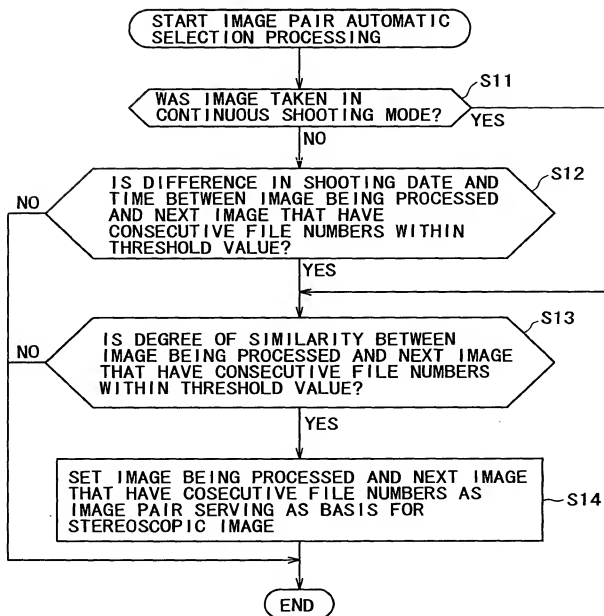 START IMAGE PAIR AUTOMATIC
SELECTION PROCESSING
S11
WAS IMAGE TAKEN IN
CONTINUOUS SHOOTING MODE?
YES
NO
S12
IS DIFFERENCE IN SHOOTING DATE AND
TIME BETWEEN IMAGE BEING PROCESSED
AND NEXT IMAGE THAT HAVE
CONSECUTIVE FILE NUMBERS WITHIN
THRESHOLD VALUE?
NO
YES
S13
IS DEGREE OF SIMILARITY BETWEEN
IMAGE BEING PROCESSED AND NEXT IMAGE
THAT HAVE CONSECUTIVE FILE NUMBERS
WITHIN THRESHOLD VALUE?
NO
YES
SET IMAGE BEING PROCESSED AND NEXT IMAGE
THAT HAVE COSECUTIVE FILE NUMBERS AS
IMAGE PAIR SERVING AS BASIS FOR
STEREOSCOPIC IMAGE
S14
END